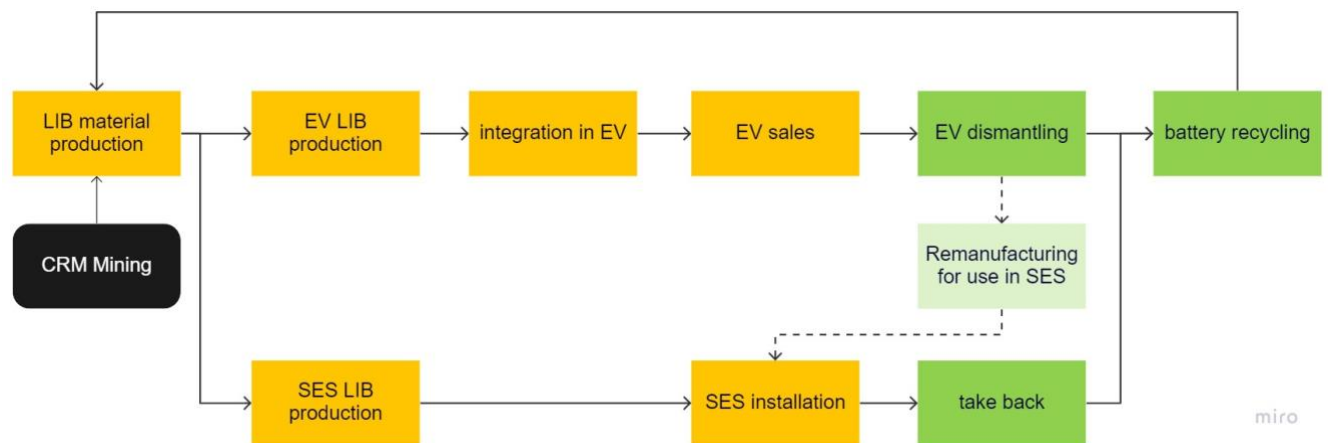 LIB material
production
EV LIB
production
integration in EV
EV sales
EV dismantling
battery recycling
CRM Mining
Remanufacturing
for use in SES
SES LIB
production
SES installation
take back
miro